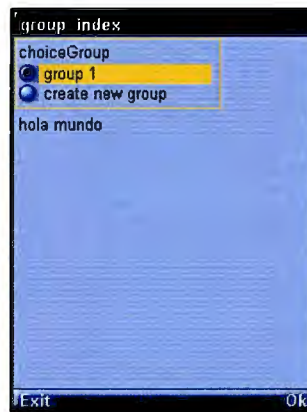 group index
choiceGroup
group 1
create new group
hola mundo
Exit
Ok